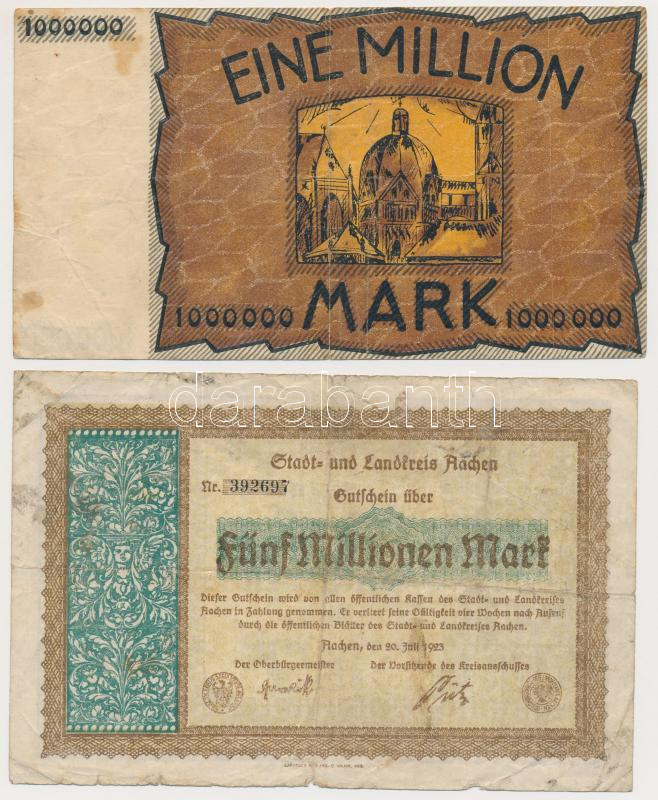 1000000
EINE MILLION
1000000 MARK 1000000
darabanth
Stadt- und Landkreis Aachen
Nr. 392697
Gutschein über
Fünf Millionen Mark
Dieser Gutschein wird von allen öffentlichen Kassen des Stadt- und Landkreises
Aachen in Zahlung genommen. Er verliert seine Gültigkeit vier Wochen nach Aufruf
durch die öffentlichen Blätter des Stadt- und Landkreises Aachen.
Aachen, den 20. Juli 1923
Der Oberbürgermeister Der Vorsitzende des Kreisausschusses